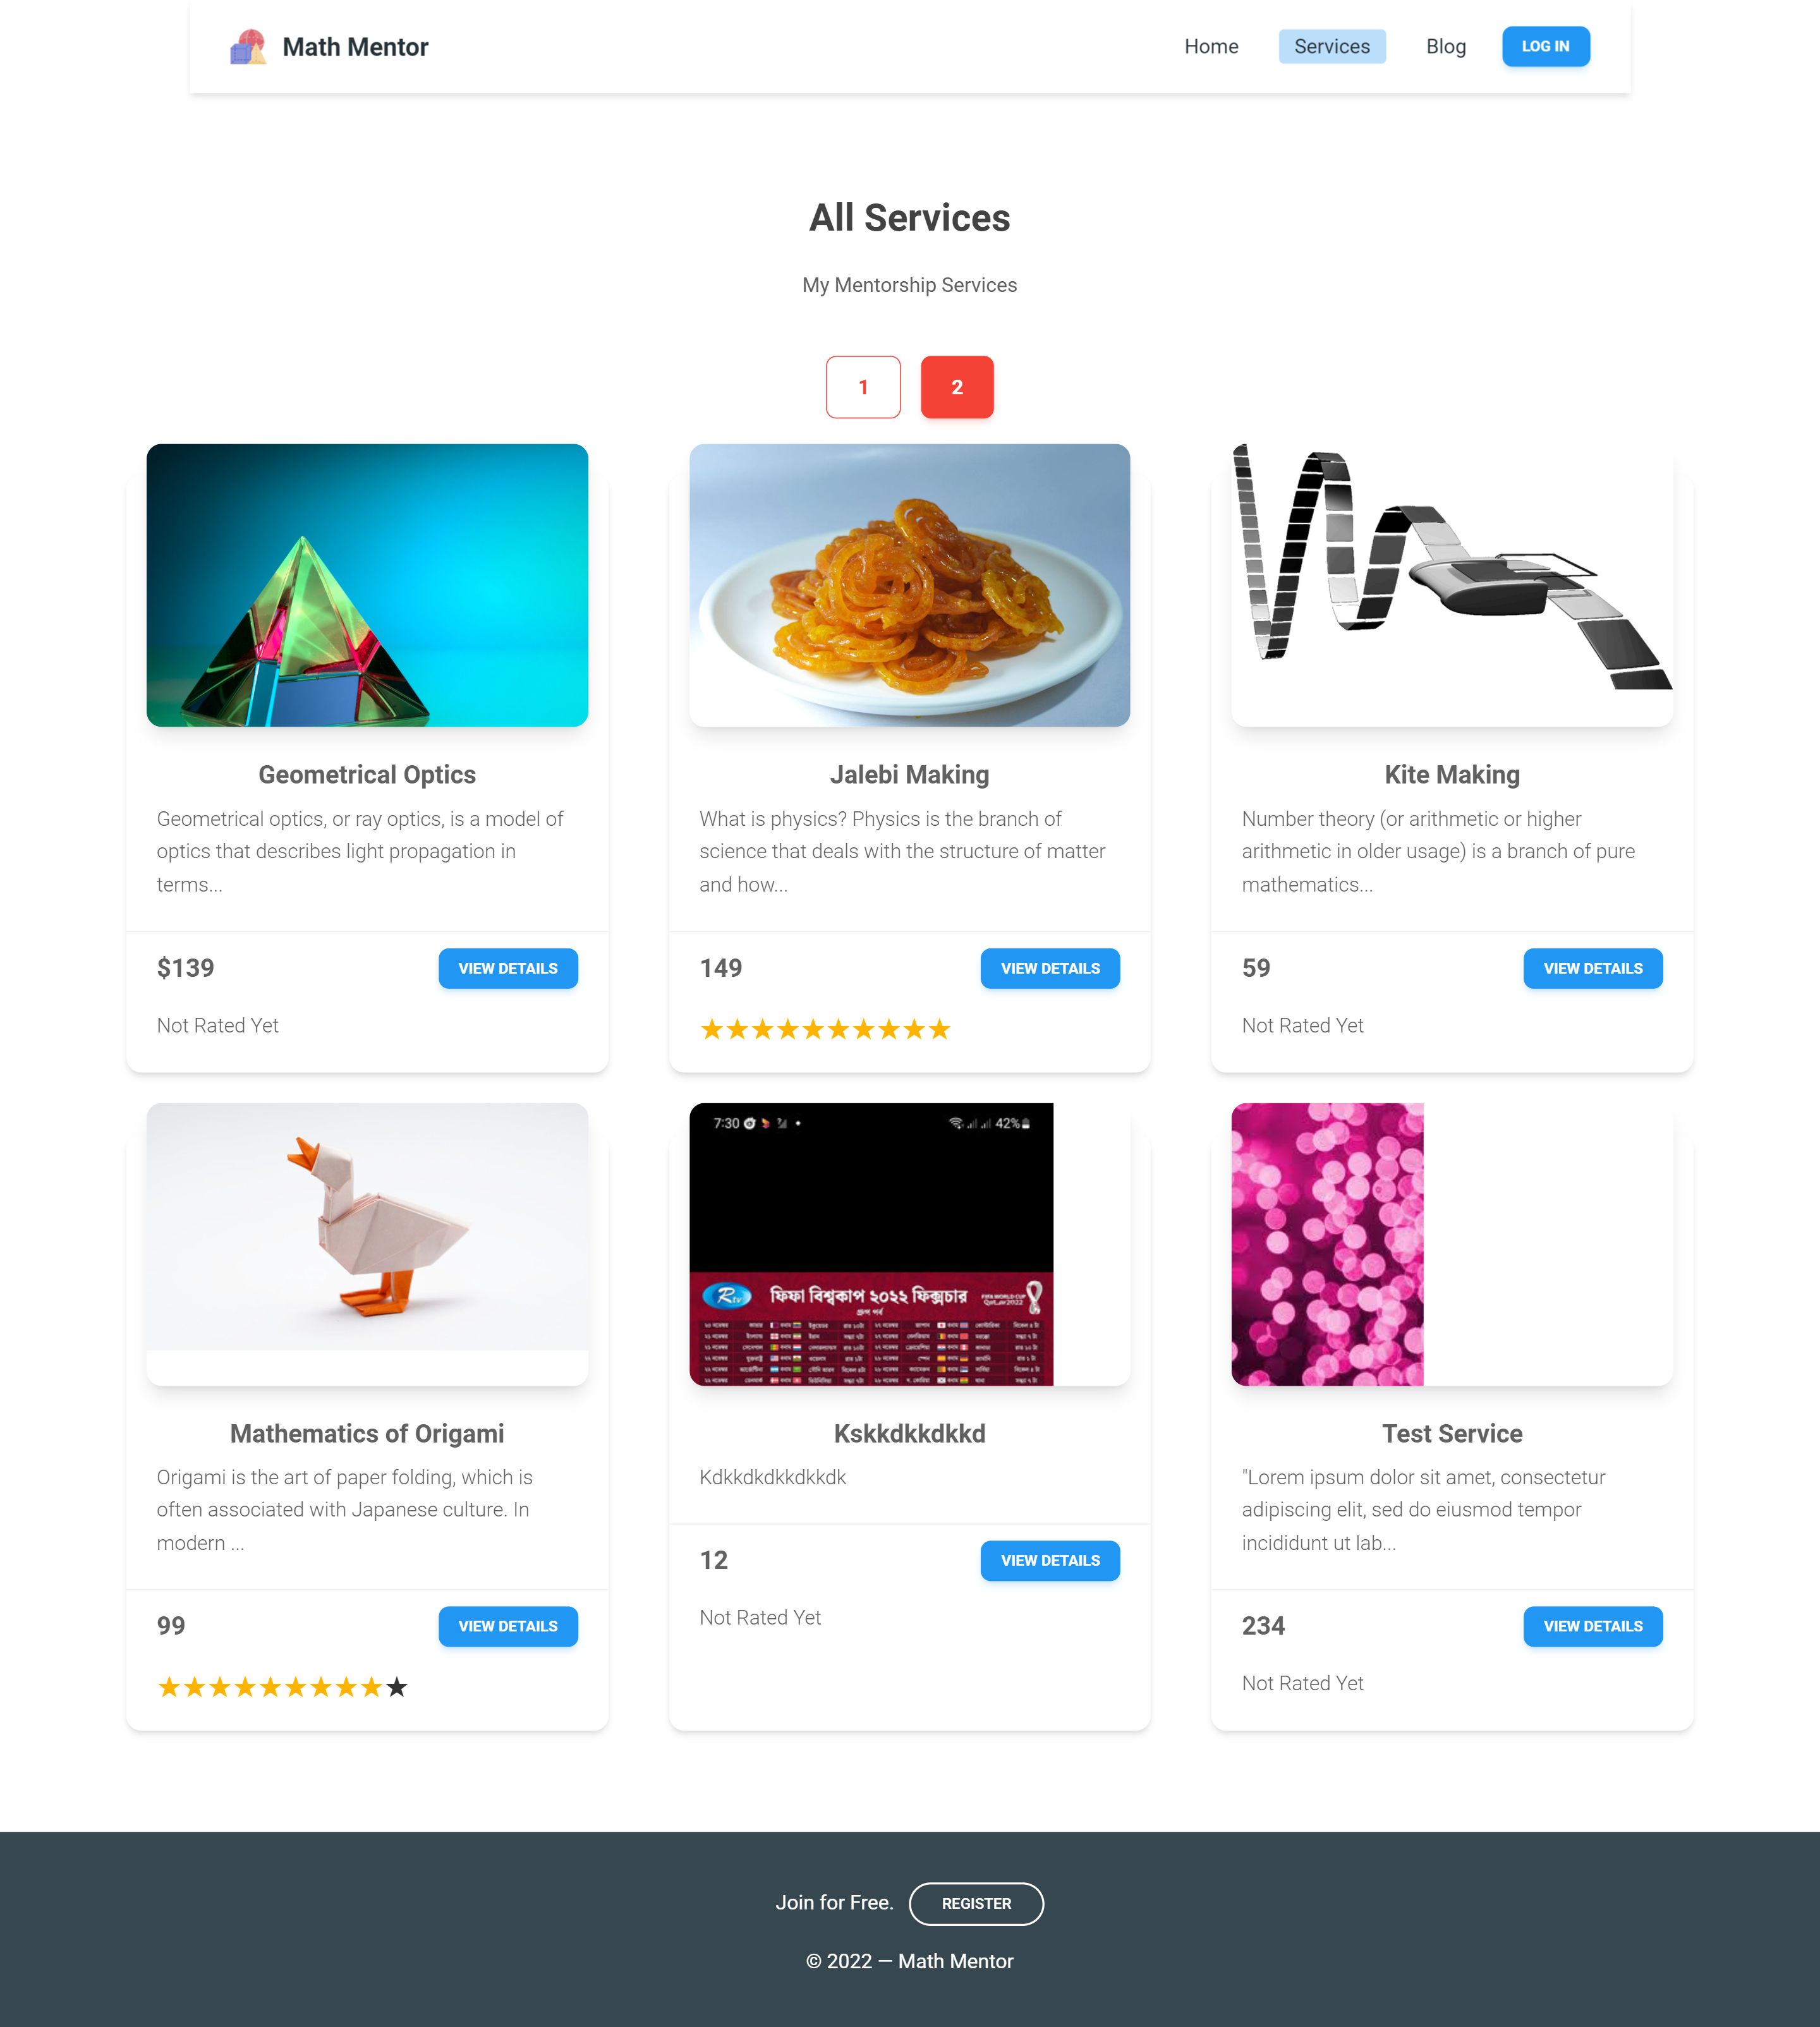 Math Mentor
Home
Services
Blog
LOG IN
All Services
My Mentorship Services
1
2
Geometrical Optics
Geometrical optics, or ray optics, is a model of
optics that describes light propagation in
terms...
$139
VIEW DETAILS
Not Rated Yet
Jalebi Making
What is physics? Physics is the branch of
science that deals with the structure of matter
and how...
149
VIEW DETAILS
Kite Making
Number theory (or arithmetic or higher
arithmetic in older usage) is a branch of pure
mathematics...
59
VIEW DETAILS
Not Rated Yet
Mathematics of Origami
Origami is the art of paper folding, which is
often associated with Japanese culture. In
modern ...
99
VIEW DETAILS
7:30
42%
Rtv
ফিফা বিশ্বকাপ ২০২২ ফিক্সচার
গ্রুপ পর্ব
FIFA WORLD CUP
Qatar2022
Kskkdkkdkkd
Kdkkdkdkkdkkdk
12
VIEW DETAILS
Not Rated Yet
Test Service
"Lorem ipsum dolor sit amet, consectetur
adipiscing elit, sed do eiusmod tempor
incididunt ut lab...
234
VIEW DETAILS
Not Rated Yet
Join for Free.
REGISTER
© 2022 — Math Mentor